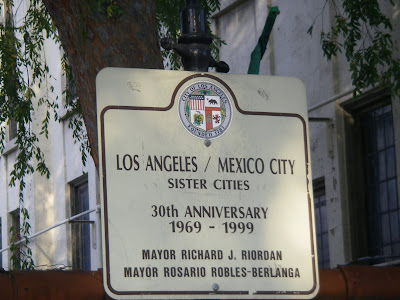 LOS ANGELES / MEXICO CITY
SISTER CITIES
30th ANNIVERSARY
1969 - 1999
MAYOR RICHARD J. RIORDAN
MAYOR ROSARIO ROBLES-BERLANGA